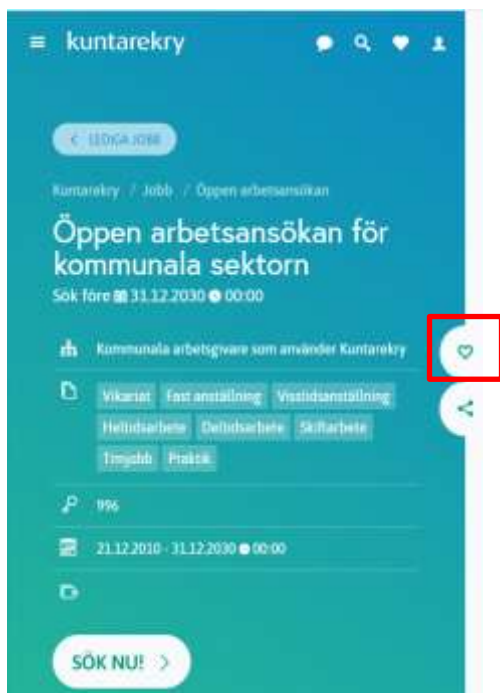 kuntarekry
LEDIGA JOBB
Kuntarekry / Jobb / Öppen arbetsansökan
Öppen arbetsansökan för
kommunala sektorn
Sök före 31.12.2030 00:00
Kommunala arbetsgivare som använder Kuntarekry
Vikariat Fast anställning Visstidsanställning
Heltidsarbete Deltidsarbete Skiftarbete
Timjobb Praktik
996
21.12.2010 - 31.12.2030 00:00
SÖK NU!